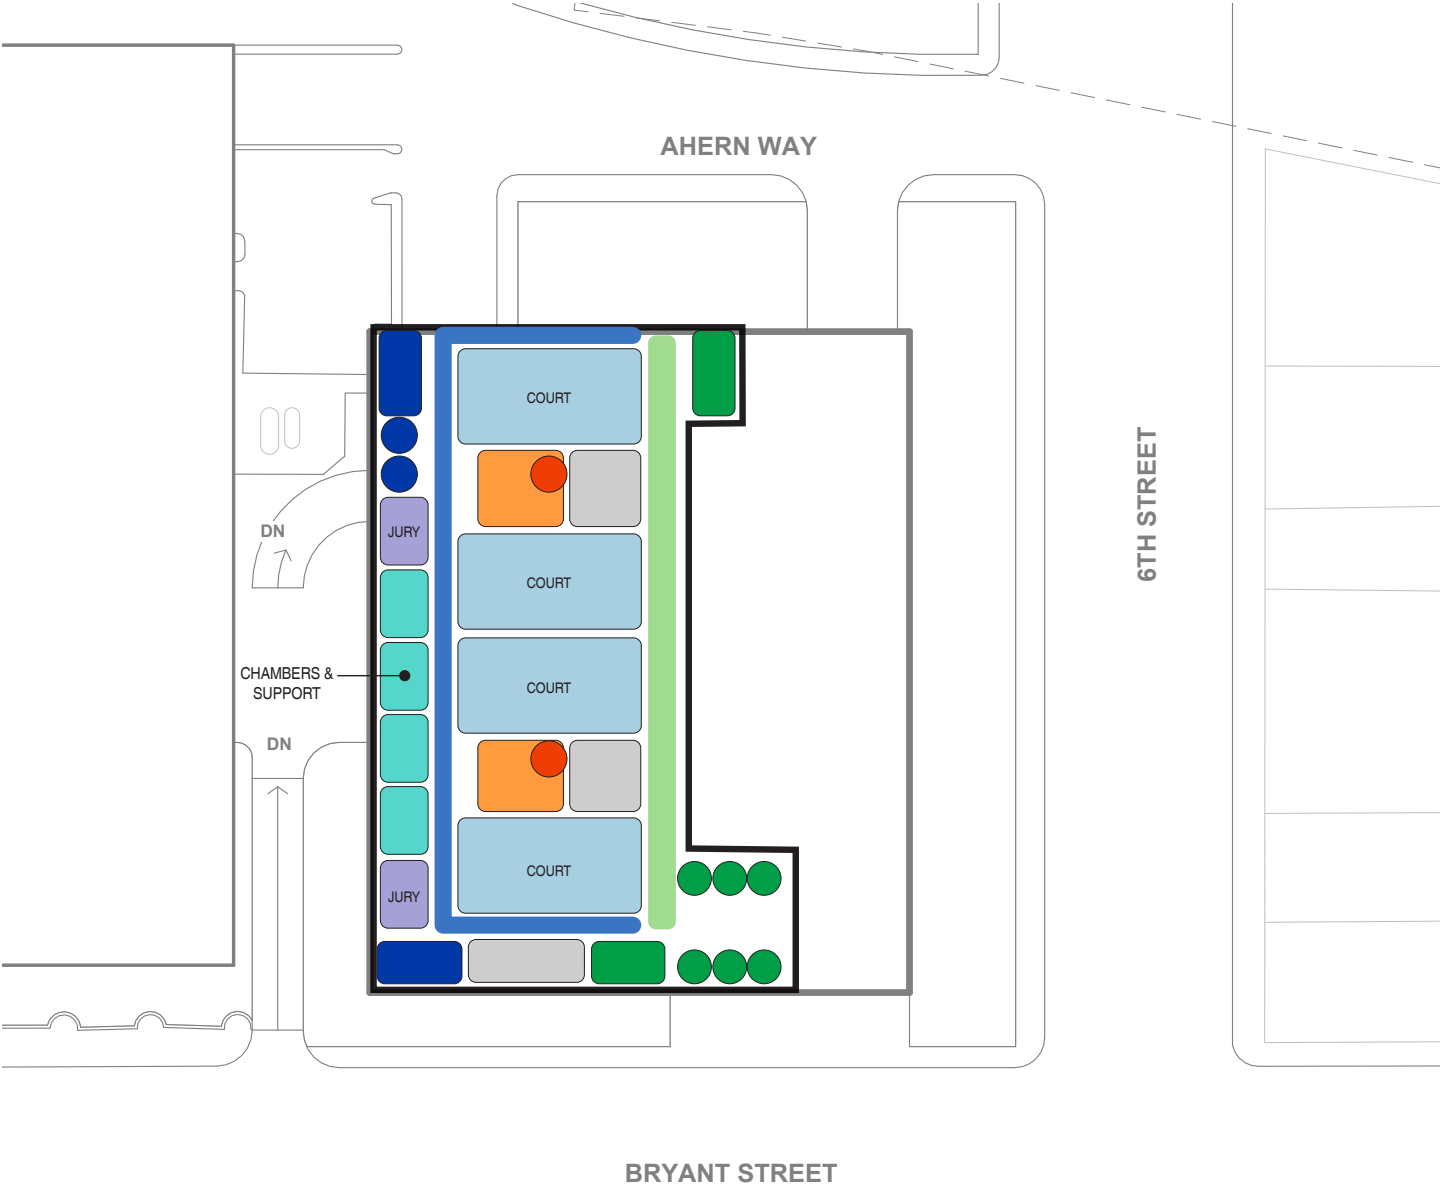 AHERN WAY
COURT
6TH STREET
DN
JURY
COURT
CHAMBERS &
SUPPORT
COURT
DN
COURT
JURY
BRYANT STREET